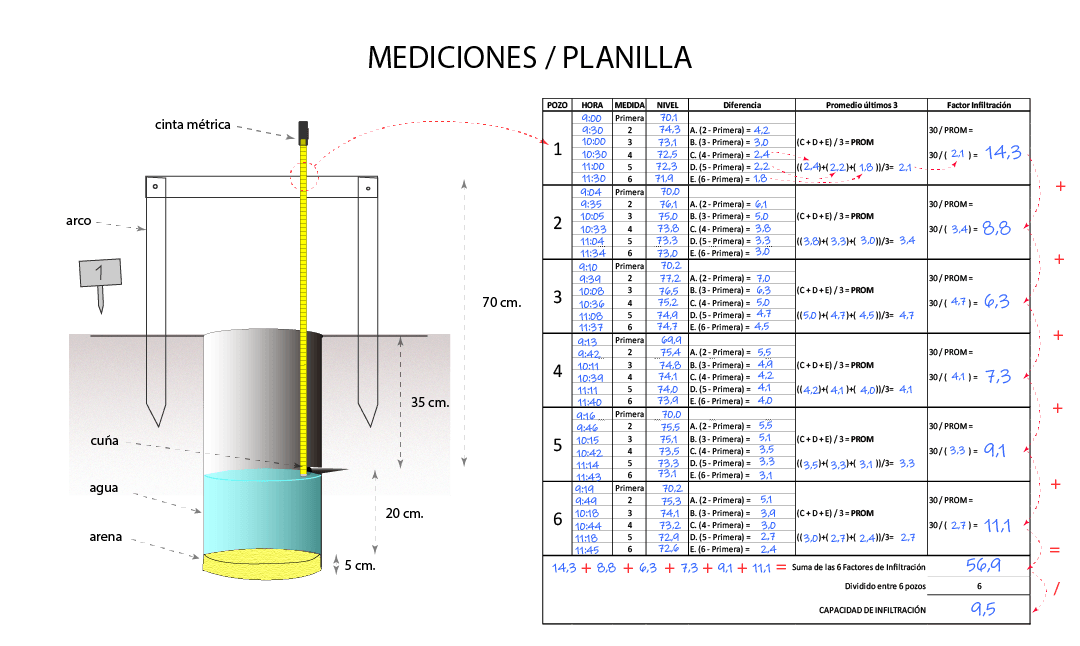 MEDICIONES / PLANILLA
cinta métrica
arco
1
70 cm.
35 cm.
cuńa
agua
20 cm.
arena
5 cm.
POZO HORA MEDIDA NIVEL Diferencia Promedio últimos 3 Factor Infiltración
1
9:00 Primera 70,1
9:30 2 74,3 A. (2 - Primera) = 4,2 30 / PROM =
10:00 3 73,1 B. (3 - Primera) = 3,0 (C + D + E) / 3 = PROM
10:30 4 72,5 C. (4 - Primera) = 2,4 30 / ( 2,1 ) = 14,3
11:00 5 72,3 D. (5 - Primera) = 2,2 ((2,4)+(2,2)+( 1,8 ))/3= 2,1
11:30 6 71,9 E. (6 - Primera) = 1,8
2
9:04 Primera 70,0
9:35 2 76,1 A. (2 - Primera) = 6,1 30 / PROM =
10:05 3 75,0 B. (3 - Primera) = 5,0 (C + D + E) / 3 = PROM
10:33 4 73,8 C. (4 - Primera) = 3,8 30 / ( 3,4 ) = 8,8
11:04 5 73,3 D. (5 - Primera) = 3,3 ((3,8)+( 3,3)+( 3,0))/3= 3,4
11:34 6 73,0 E. (6 - Primera) = 3,0
3
9:10 Primera 70,2
9:39 2 77,2 A. (2 - Primera) = 7,0 30 / PROM =
10:08 3 76,5 B. (3 - Primera) = 6,3 (C + D + E) / 3 = PROM
10:36 4 75,2 C. (4 - Primera) = 5,0 30 / ( 4,7 ) = 6,3
11:08 5 74,9 D. (5 - Primera) = 4,7 ((5,0)+( 4,7)+( 4,5))/3= 4,7
11:37 6 74,7 E. (6 - Primera) = 4,5
4
9:13 Primera 69,9
9:42 2 75,4 A. (2 - Primera) = 5,5 30 / PROM =
10:11 3 74,8 B. (3 - Primera) = 4,9 (C + D + E) / 3 = PROM
10:39 4 74,1 C. (4 - Primera) = 4,2 30 / ( 4,1 ) = 7,3
11:11 5 74,0 D. (5 - Primera) = 4,1 ((4,2)+( 4,1)+( 4,0))/3= 4,1
11:40 6 73,9 E. (6 - Primera) = 4,0
5
9:16 Primera 70,0
9:46 2 75,5 A. (2 - Primera) = 5,5 30 / PROM =
10:15 3 75,1 B. (3 - Primera) = 5,1 (C + D + E) / 3 = PROM
10:42 4 73,5 C. (4 - Primera) = 3,5 30 / ( 3,3 ) = 9,1
11:14 5 73,3 D. (5 - Primera) = 3,3 ((3,5)+(3,3)+( 3,1 ))/3= 3,3
11:43 6 73,1 E. (6 - Primera) = 3,1
6
9:19 Primera 70,2
9:49 2 75,3 A. (2 - Primera) = 5,1 30 / PROM =
10:18 3 74,1 B. (3 - Primera) = 3,9 (C + D + E) / 3 = PROM
10:44 4 73,2 C. (4 - Primera) = 3,0 30 / ( 2,7 ) = 11,1
11:18 5 72,9 D. (5 - Primera) = 2,7 ((3,0)+(2,7)+( 2,4))/3= 2,7
11:45 6 72,6 E. (6 - Primera) = 2,4
14,3 + 8,8 + 6,3 + 7,3 + 9,1 + 11,1 = Suma de las 6 Factores de Infiltración 56,9
Dividido entre 6 pozos 6
CAPACIDAD DE INFILTRACIÓN 9,5
+
+
+
+
+
=
/